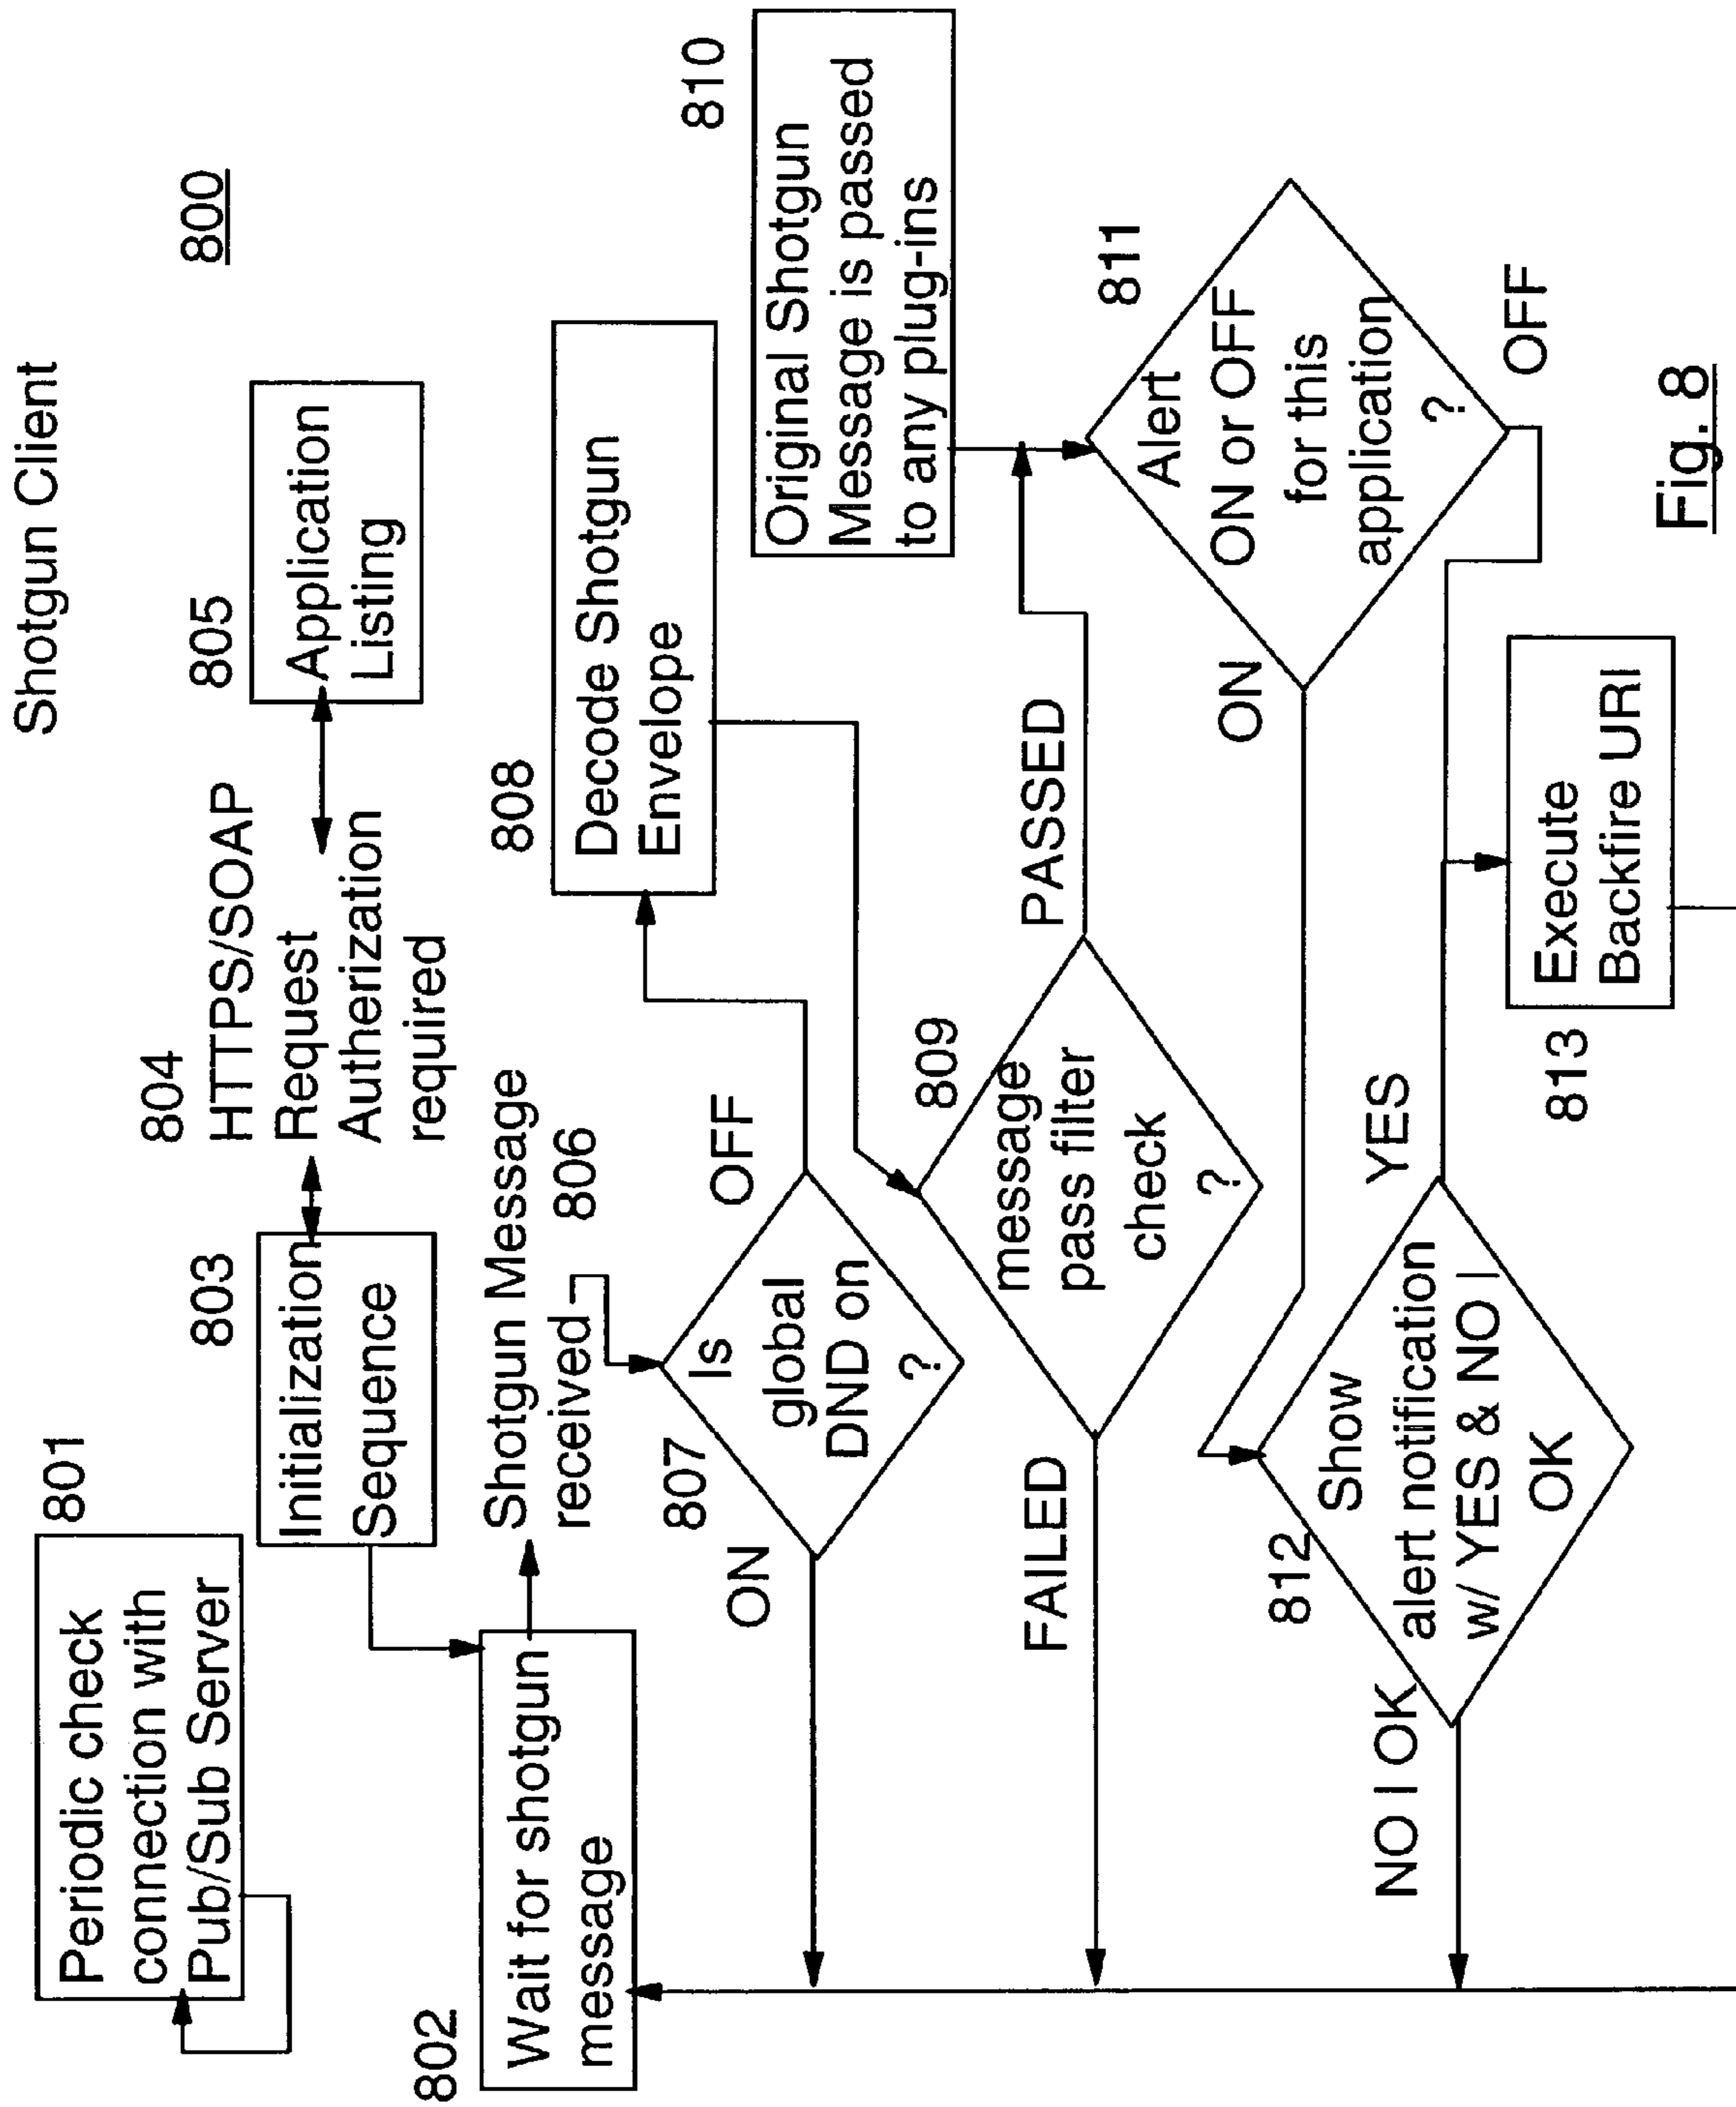 Shotgun Client
800
801
Periodic check
connection with
Pub/Sub Server
803
Initialization
Sequence
804
HTTPS/SOAP
Request
Autherization
required
805
Application
Listing
802
Wait for shotgun
message
Shotgun Message
received
806
807
Is
global
DND on
?
ON
OFF
808
Decode Shotgun
Envelope
809
message
pass filter
check
?
FAILED
PASSED
810
Original Shotgun
Message is passed
to any plug-ins
811
Alert
ON or OFF
for this
application
?
ON
OFF
812
Show
alert notification
w/ YES & NO |
OK
NO | OK
YES
813
Execute
Backfire URI
Fig. 8